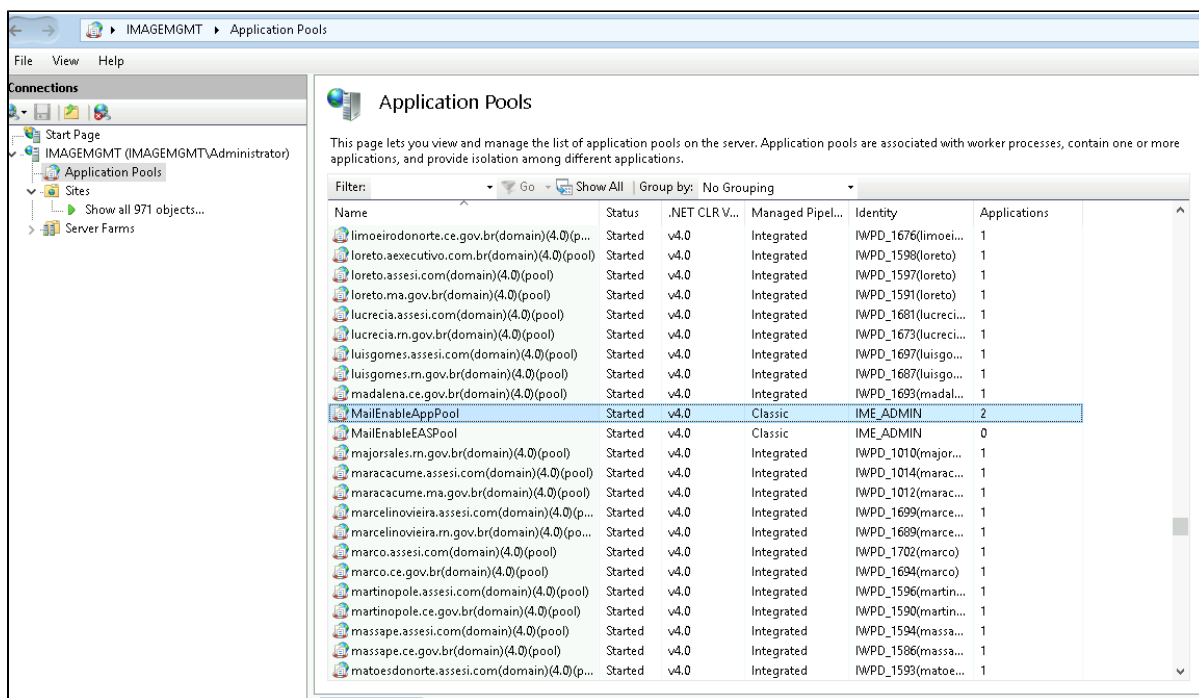 IMAGEMGMT Application Pools
File View Help
Connections
Start Page
IMAGEMGMT (IMAGEMGMT\Administrator)
Application Pools
Sites
Show all 971 objects...
Server Farms
Application Pools
This page lets you view and manage the list of application pools on the server. Application pools are associated with worker processes, contain one or more
applications, and provide isolation among different applications.
Filter: Go Show All Group by: No Grouping
Name Status .NET CLR V... Managed Pipel... Identity Applications
limoeirodonorte.ce.gov.br(domain)(4.0)(p... Started v4.0 Integrated IWPD_1676(limoei... 1
loreto.aexecutivo.com.br(domain)(4.0)(pool) Started v4.0 Integrated IWPD_1598(loreto) 1
loreto.assesi.com(domain)(4.0)(pool) Started v4.0 Integrated IWPD_1597(loreto) 1
loreto.ma.gov.br(domain)(4.0)(pool) Started v4.0 Integrated IWPD_1591(loreto) 1
lucrecia.assesi.com(domain)(4.0)(pool) Started v4.0 Integrated IWPD_1681(lucreci... 1
lucrecia.rn.gov.br(domain)(4.0)(pool) Started v4.0 Integrated IWPD_1673(lucreci... 1
luisgomes.assesi.com(domain)(4.0)(pool) Started v4.0 Integrated IWPD_1697(luisgo... 1
luisgomes.rn.gov.br(domain)(4.0)(pool) Started v4.0 Integrated IWPD_1687(luisgo... 1
madalena.ce.gov.br(domain)(4.0)(pool) Started v4.0 Integrated IWPD_1693(madal... 1
MailEnableAppPool Started v4.0 Classic IME_ADMIN 2
MailEnableEASPool Started v4.0 Classic IME_ADMIN 0
majorsales.rn.gov.br(domain)(4.0)(pool) Started v4.0 Integrated IWPD_1010(major... 1
maracacume.assesi.com(domain)(4.0)(pool) Started v4.0 Integrated IWPD_1014(marac... 1
maracacume.ma.gov.br(domain)(4.0)(pool) Started v4.0 Integrated IWPD_1012(marac... 1
marcelinovieira.assesi.com(domain)(4.0)(p... Started v4.0 Integrated IWPD_1699(marce... 1
marcelinovieira.rn.gov.br(domain)(4.0)(po... Started v4.0 Integrated IWPD_1689(marce... 1
marco.assesi.com(domain)(4.0)(pool) Started v4.0 Integrated IWPD_1702(marco) 1
marco.ce.gov.br(domain)(4.0)(pool) Started v4.0 Integrated IWPD_1694(marco) 1
martinopole.assesi.com(domain)(4.0)(pool) Started v4.0 Integrated IWPD_1596(martin... 1
martinopole.ce.gov.br(domain)(4.0)(pool) Started v4.0 Integrated IWPD_1590(martin... 1
massape.assesi.com(domain)(4.0)(pool) Started v4.0 Integrated IWPD_1594(massa... 1
massape.ce.gov.br(domain)(4.0)(pool) Started v4.0 Integrated IWPD_1586(massa... 1
matoesdonorte.assesi.com(domain)(4.0)(p... Started v4.0 Integrated IWPD_1593(matoe... 1